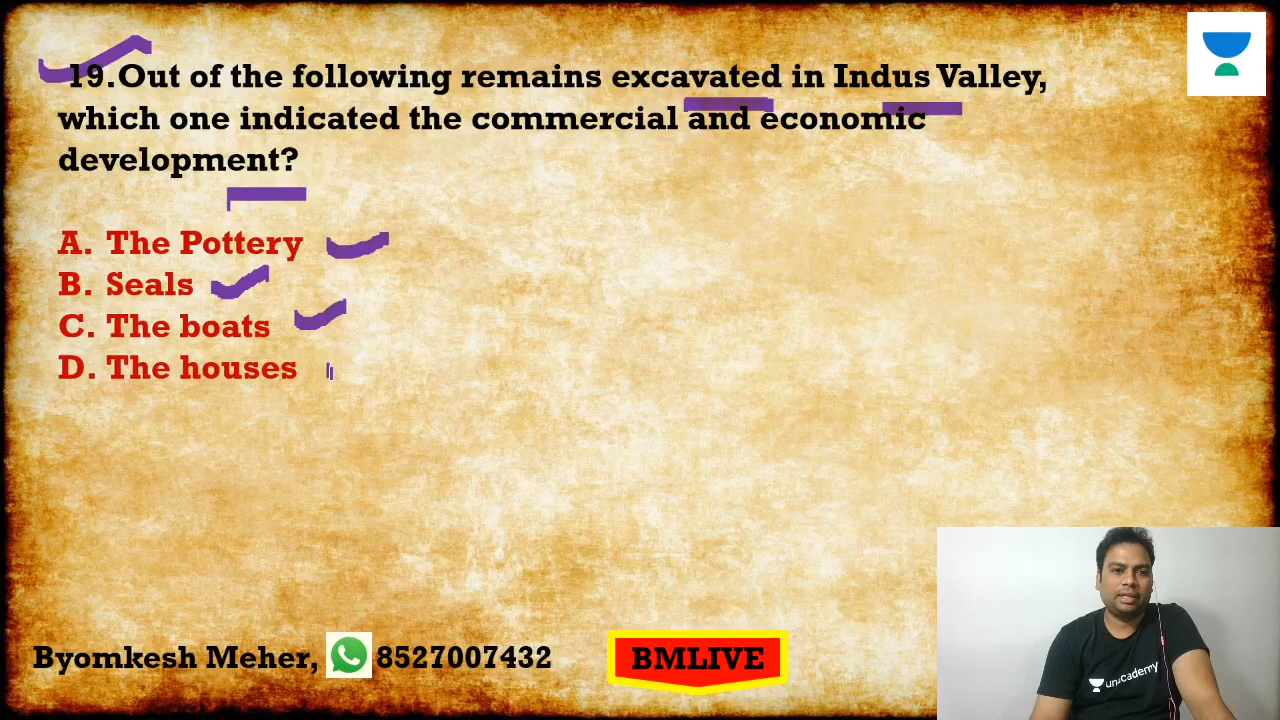 19.Out of the following remains excavated in Indus Valley,
which one indicated the commercial and economic
development?
A. The Pottery
B. Seals
C. The boats
D. The houses
Byomkesh Meher, 8527007432
BMLIVE
unacademy